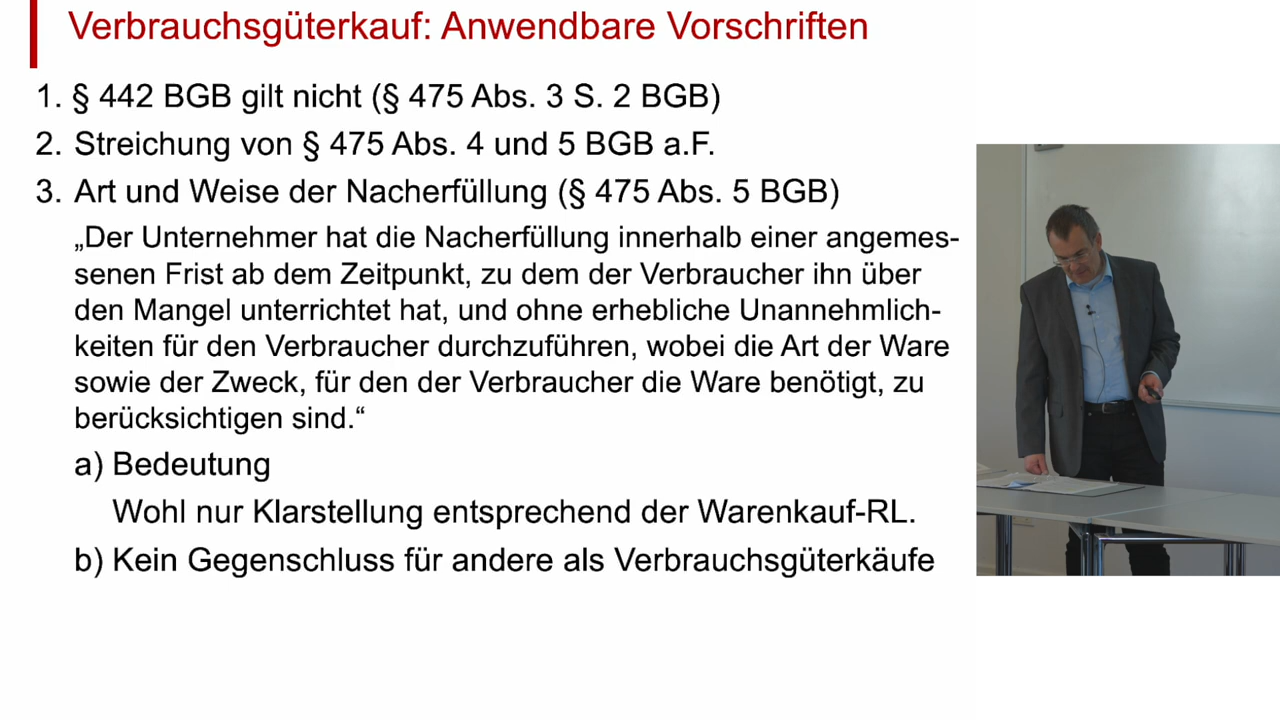 Verbrauchsgüterkauf: Anwendbare Vorschriften
1. § 442 BGB gilt nicht (§ 475 Abs. 3 S. 2 BGB)
2. Streichung von § 475 Abs. 4 und 5 BGB a.F.
3. Art und Weise der Nacherfüllung (§ 475 Abs. 5 BGB)
„Der Unternehmer hat die Nacherfüllung innerhalb einer angemes-
senen Frist ab dem Zeitpunkt, zu dem der Verbraucher ihn über
den Mangel unterrichtet hat, und ohne erhebliche Unannehmlich-
keiten für den Verbraucher durchzuführen, wobei die Art der Ware
sowie der Zweck, für den der Verbraucher die Ware benötigt, zu
berücksichtigen sind.“
a) Bedeutung
Wohl nur Klarstellung entsprechend der Warenkauf-RL.
b) Kein Gegenschluss für andere als Verbrauchsgüterkäufe